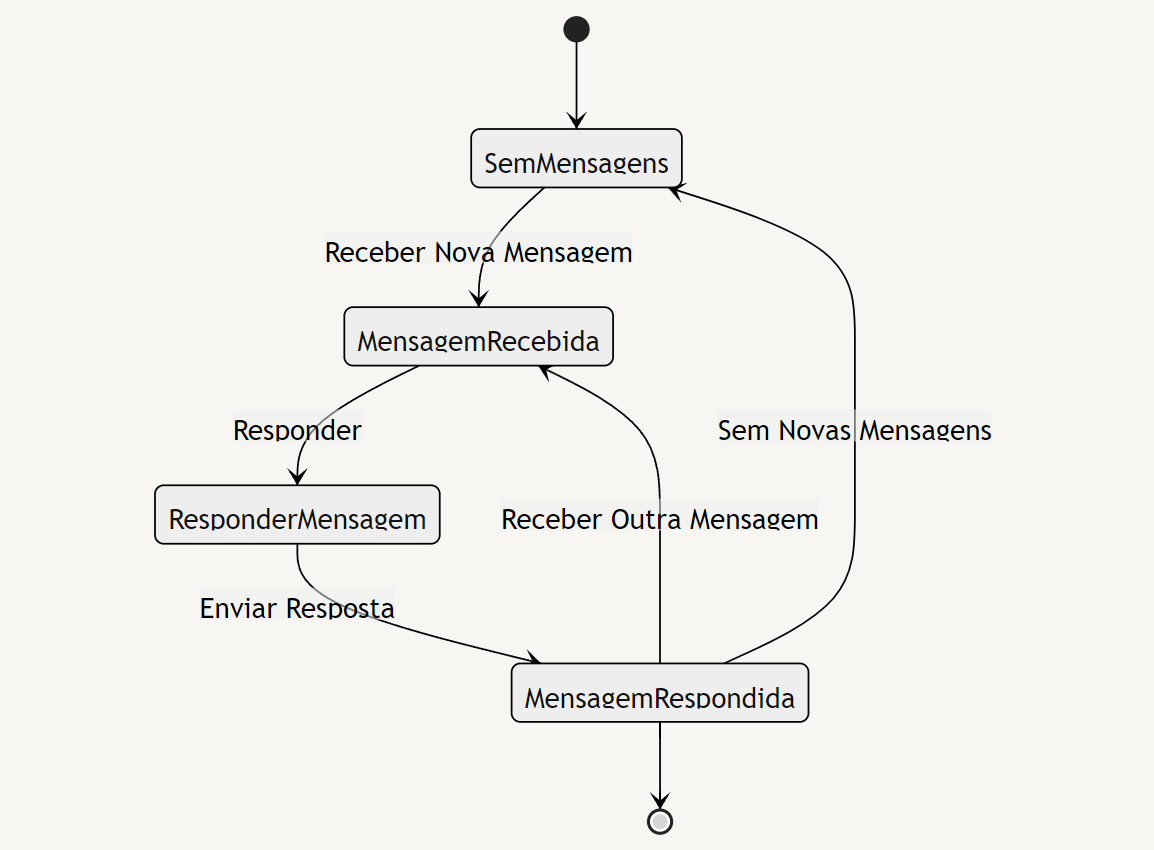 SemMensagens
Receber Nova Mensagem
MensagemRecebida
Responder
Sem Novas Mensagens
ResponderMensagem
Receber Outra Mensagem
Enviar Resposta
MensagemRespondida